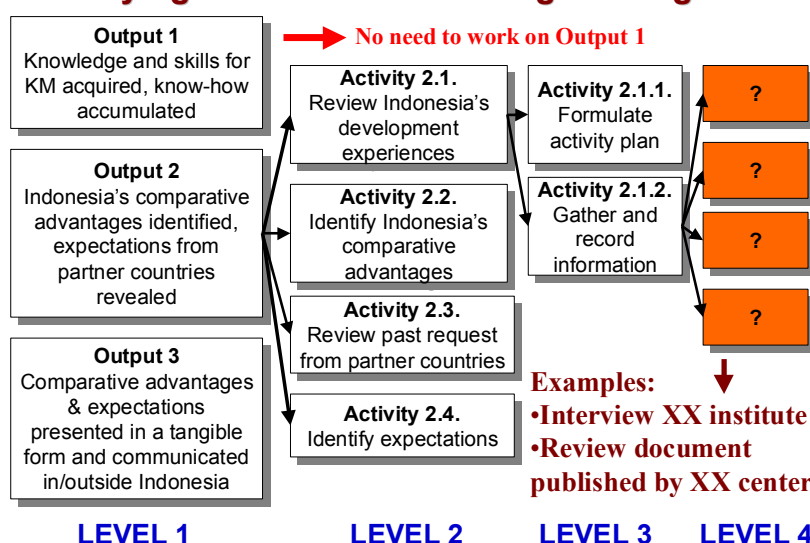 Output 1
Knowledge and skills for
KM acquired, know-how
accumulated
No need to work on Output 1
Output 2
Indonesia's comparative
advantages identified,
expectations from
partner countries
revealed
Output 3
Comparative advantages
& expectations
presented in a tangible
form and communicated
in/outside Indonesia
Activity 2.1.
Review Indonesia's
development
experiences
Activity 2.2.
Identify Indonesia's
comparative
advantages
Activity 2.3.
Review past request
from partner countries
Activity 2.4.
Identify expectations
Activity 2.1.1.
Formulate
activity plan
Activity 2.1.2.
Gather and
record
information
?
?
?
?
Examples:
•Interview XX institute
•Review document
published by XX center
LEVEL 1
LEVEL 2
LEVEL 3
LEVEL 4